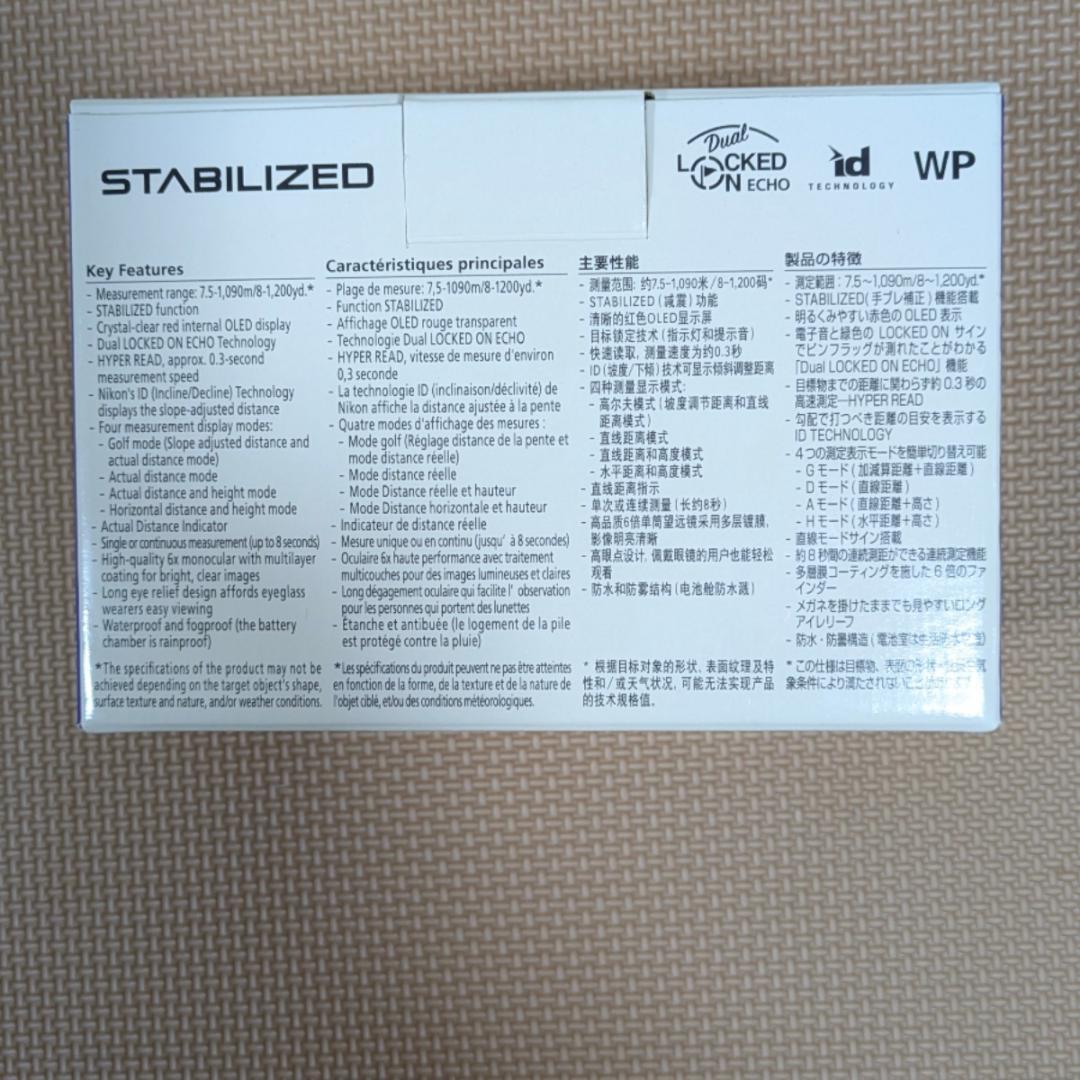 STABILIZED
Dual
LOCKED
ON ECHO
id
TECHNOLOGY
WP
Key Features
- Measurement range: 7.5-1,090m/8-1,200yd.*
- STABILIZED function
- Crystal-clear red internal OLED display
- Dual LOCKED ON ECHO Technology
- HYPER READ, approx. 0.3-second
measurement speed
- Nikon's ID (Incline/Decline) Technology
displays the slope-adjusted distance
- Four measurement display modes:
- Golf mode (Slope adjusted distance and
actual distance mode)
- Actual distance mode
- Actual distance and height mode
- Horizontal distance and height mode
- Actual Distance Indicator
- Single or continuous measurement (up to 8 seconds)
- High-quality 6x monocular with multilayer
coating for bright, clear images
- Long eye relief design affords eyeglass
wearers easy viewing
- Waterproof and fogproof (the battery
chamber is rainproof)
*The specifications of the product may not be
achieved depending on the target object's shape,
surface texture and nature, and/or weather conditions.
Caractéristiques principales
- Plage de mesure: 7,5-1090m/8-1200yd.*
- Function STABILIZED
- Affichage OLED rouge transparent
- Technologie Dual LOCKED ON ECHO
- HYPER READ, vitesse de mesure d'environ
0,3 seconde
- La technologie ID (inclinaison/déclivité) de
Nikon affiche la distance ajustée à la pente
- Quatre modes d'affichage des mesures :
- Mode golf (Réglage distance de la pente et
mode distance réelle)
- Mode distance réelle
- Mode Distance réelle et hauteur
- Mode Distance horizontale et hauteur
- Indicateur de distance réelle
- Mesure unique ou en continu (jusqu' à 8 secondes)
- Oculaire 6x haute performance avec traitement
multicouches pour des images lumineuses et claires
- Long dégagement oculaire qui facilite l' observation
pour les personnes qui portent des lunettes
- Étanche et antibuée (le logement de la pile
est protégé contre la pluie)
*Les spécifications du produit peuvent ne pas être atteintes
en fonction de la forme, de la texture et de la nature de
l'objet ciblé, et/ou des conditions météorologiques.
主要性能
- 测量范围: 约7.5-1,090米/8-1,200码*
- STABILIZED (减震) 功能
- 清晰的红色OLED显示屏
- 目标锁定技术 (指示灯和提示音)
- 快速读取, 测量速度为约0.3秒
- ID (坡度/下倾) 技术可显示倾斜调整距离
- 四种测量显示模式:
- 高尔夫模式 (坡度调节距离和直线
距离模式)
- 直线距离模式
- 直线距离和高度模式
- 水平距离和高度模式
- 直线距离指示
- 单次或连续测量 (长约8秒)
- 高品质6倍单筒望远镜采用多层镀膜,
影像明亮清晰
- 高眼点设计, 佩戴眼镜的用户也能轻松
观看
- 防水和防雾结构 (电池舱防水溅)
* 根据目标对象的形状、表面纹理及特
性和/或天气状况, 可能无法实现产品
的技术规格值。
製品の特徴
- 測定範囲：7.5～1,090m/8～1,200yd.*
- STABILIZED(手ブレ補正)機能搭載
- 明るくみやすい赤色の OLED 表示
- 電子音と緑色の LOCKED ON サイン
でピンフラッグが測れたことがわかる
「Dual LOCKED ON ECHO」機能
- 目標物までの距離に関わらず約 0.3 秒の
高速測定―HYPER READ
- 勾配で打つべき距離の目安を表示する
ID TECHNOLOGY
- 4つの測定表示モードを簡単切り替え可能
- G モード(加減算距離＋直線距離)
- D モード(直線距離)
- A モード(直線距離＋高さ)
- H モード(水平距離＋高さ)
- 直線モードサイン搭載
- 約 8 秒間の連続測距ができる連続測定機能
- 多層膜コーティングを施した 6 倍のファ
インダー
- メガネを掛けたままでも見やすいロング
アイレリーフ
- 防水・防曇構造(電池室は生活防水構造)
* この仕様は目標物、表面の形状・
象条件により満たされないこと